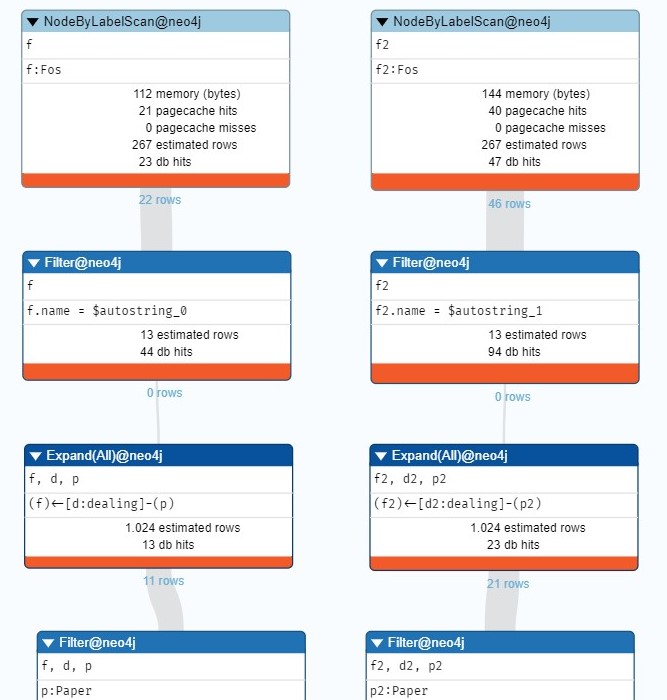 NodeByLabelScan@neo4j
f
f:Fos
112 memory (bytes)
21 pagecache hits
0 pagecache misses
267 estimated rows
23 db hits
22 rows
Filter@neo4j
f
f.name = $autostring_0
13 estimated rows
44 db hits
0 rows
Expand(All)@neo4j
f, d, p
(f)←[d:dealing]-(p)
1.024 estimated rows
13 db hits
11 rows
Filter@neo4j
f, d, p
p:Paper
NodeByLabelScan@neo4j
f2
f2:Fos
144 memory (bytes)
40 pagecache hits
0 pagecache misses
267 estimated rows
47 db hits
46 rows
Filter@neo4j
f2
f2.name = $autostring_1
13 estimated rows
94 db hits
0 rows
Expand(All)@neo4j
f2, d2, p2
(f2)←[d2:dealing]-(p2)
1.024 estimated rows
23 db hits
21 rows
Filter@neo4j
f2, d2, p2
p2:Paper